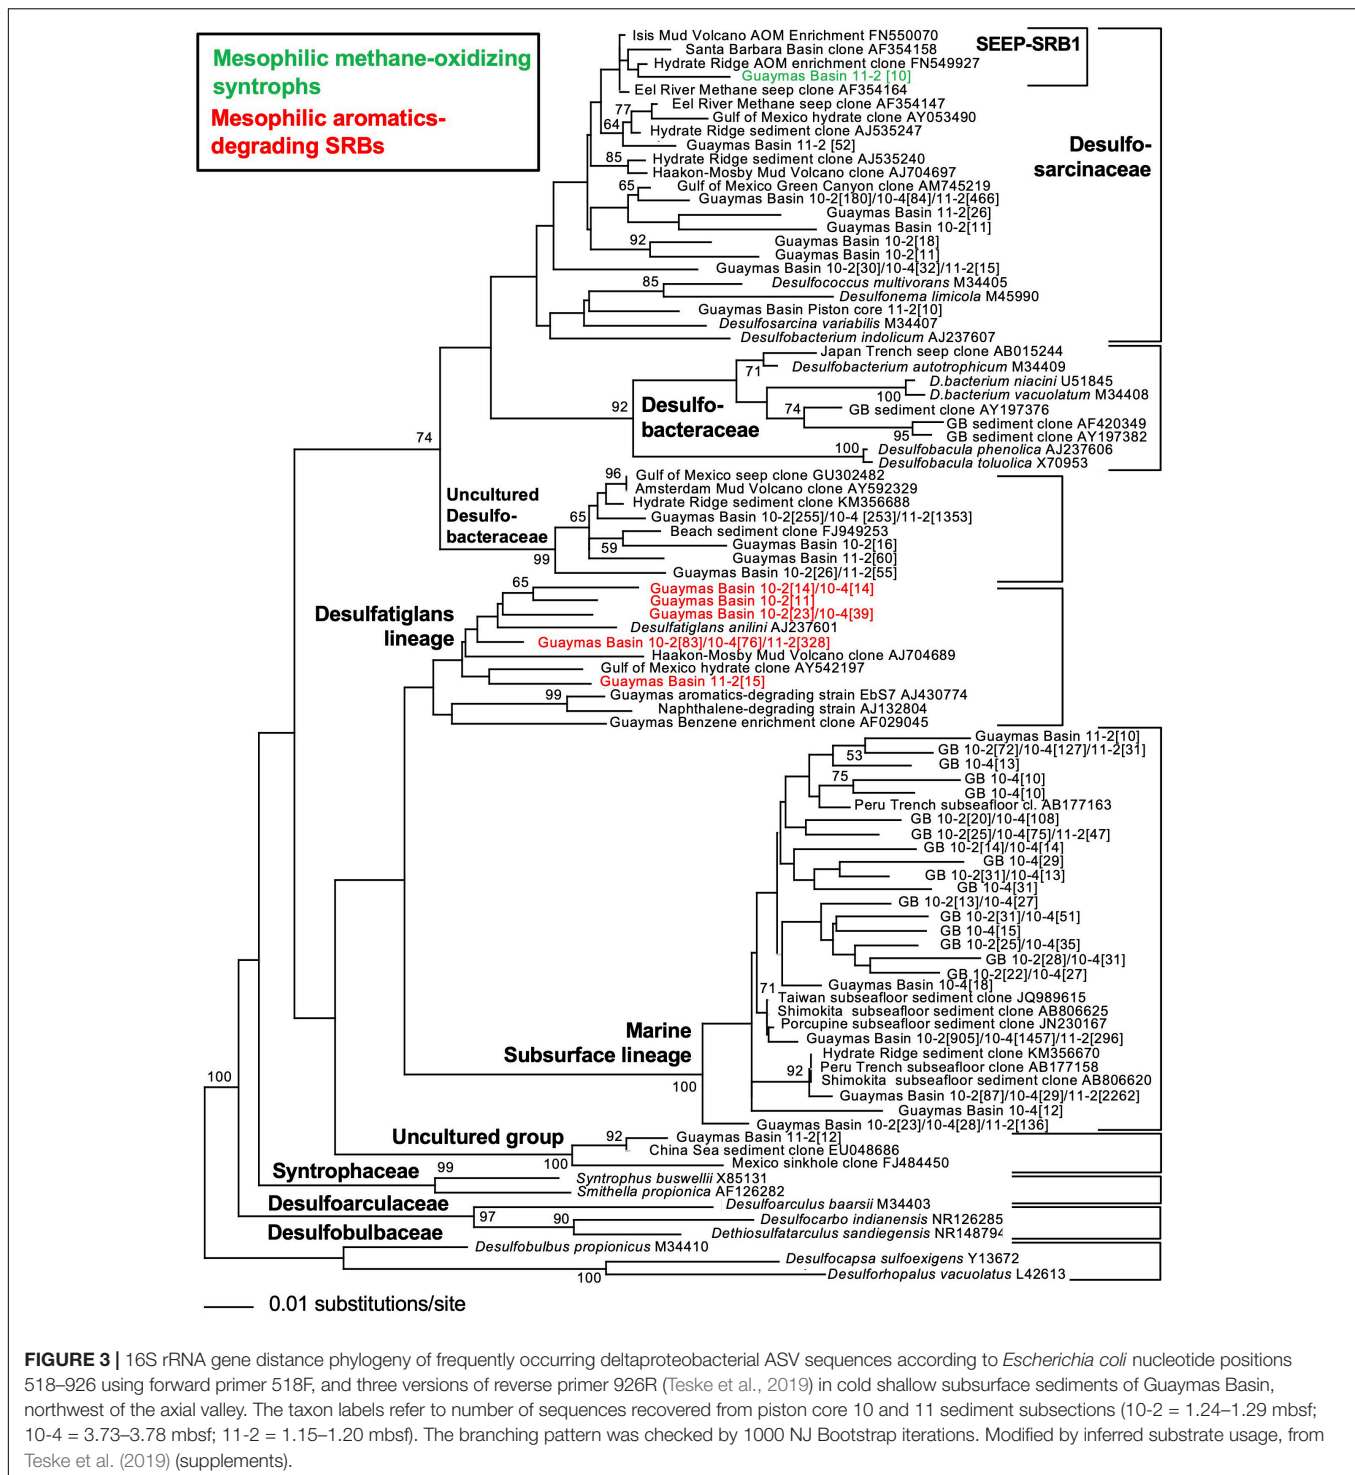 Mesophilic methane-oxidizing
syntrophs
Mesophilic aromatics-
degrading SRBs
Isis Mud Volcano AOM Enrichment FN550070
SEEP-SRB1
Santa Barbara Basin clone AF354158
Hydrate Ridge AOM enrichment clone FN549927
Guaymas Basin 11-2 [10]
Eel River Methane seep clone AF354164
Eel River Methane seep clone AF354147
77
Gulf of Mexico hydrate clone AY053490
64
Hydrate Ridge sediment clone AJ535247
Guaymas Basin 11-2 [52]
Desulfo-
sarcinaceae
85
Hydrate Ridge sediment clone AJ535240
Haakon-Mosby Mud Volcano clone AJ704697
65
Gulf of Mexico Green Canyon clone AM745219
Guaymas Basin 10-2[180]/10-4[84]/11-2[466]
Guaymas Basin 11-2[26]
Guaymas Basin 10-2[11]
92
Guaymas Basin 10-2[18]
Guaymas Basin 10-2[11]
Guaymas Basin 10-2[30]/10-4[32]/11-2[15]
85
Desulfococcus multivorans M34405
Desulfonema limicola M45990
Guaymas Basin Piston core 11-2[10]
Desulfosarcina variabilis M34407
Desulfobacterium indolicum AJ237607
Japan Trench seep clone AB015244
71
Desulfobacterium autotrophicum M34409
D.bacterium niacini U51845
100
D.bacterium vacuolatum M34408
92
Desulfo-
bacteraceae
74
GB sediment clone AY197376
GB sediment clone AF420349
95
GB sediment clone AY197382
74
100
Desulfobacula phenolica AJ237606
Desulfobacula toluolica X70953
96
Gulf of Mexico seep clone GU302482
Amsterdam Mud Volcano clone AY592329
Hydrate Ridge sediment clone KM356688
Uncultured
Desulfo-
bacteraceae
65
Guaymas Basin 10-2[255]/10-4 [253]/11-2[1353]
Beach sediment clone FJ949253
59
Guaymas Basin 10-2[16]
99
Guaymas Basin 11-2[60]
Guaymas Basin 10-2[26]/11-2[55]
65
Guaymas Basin 10-2[14]/10-4[14]
Guaymas Basin 10-2[11]
Guaymas Basin 10-2[23]/10-4[39]
Desulfatiglans
lineage
Desulfatiglans anilini AJ237601
Guaymas Basin 10-2[83]/10-4[76]/11-2[328]
Haakon-Mosby Mud Volcano clone AJ704689
Gulf of Mexico hydrate clone AY542197
Guaymas Basin 11-2[15]
99
Guaymas aromatics-degrading strain EbS7 AJ430774
Naphthalene-degrading strain AJ132804
Guaymas Benzene enrichment clone AF029045
Guaymas Basin 11-2[10]
53
GB 10-2[72]/10-4[127]/11-2[31]
GB 10-4[13]
75
GB 10-4[10]
GB 10-4[10]
Peru Trench subseafloor cl. AB177163
GB 10-2[20]/10-4[108]
GB 10-2[25]/10-4[75]/11-2[47]
GB 10-2[14]/10-4[14]
GB 10-4[29]
GB 10-2[31]/10-4[13]
GB 10-4[31]
GB 10-2[13]/10-4[27]
GB 10-2[31]/10-4[51]
GB 10-4[15]
GB 10-2[25]/10-4[35]
GB 10-2[28]/10-4[31]
GB 10-2[22]/10-4[27]
Guaymas Basin 10-4[18]
71
Taiwan subseafloor sediment clone JQ989615
Shimokita subseafloor sediment clone AB806625
Porcupine subseafloor sediment clone JN230167
Marine
Subsurface lineage
Guaymas Basin 10-2[905]/10-4[1457]/11-2[296]
Hydrate Ridge sediment clone KM356670
92
Peru Trench subseafloor clone AB177158
Shimokita subseafloor sediment clone AB806620
100
100
Guaymas Basin 10-2[87]/10-4[29]/11-2[2262]
Guaymas Basin 10-4[12]
Guaymas Basin 10-2[23]/10-4[28]/11-2[136]
Uncultured group
92
Guaymas Basin 11-2[12]
China Sea sediment clone EU048686
100
Mexico sinkhole clone FJ484450
Syntrophaceae
99
Syntrophus buswellii X85131
Smithella propionica AF126282
Desulfoarculaceae
Desulfoarculus baarsii M34403
97
90
Desulfocarbo indianensis NR126285
Desulfobulbaceae
Dethiosulfatarculus sandiegensis NR148794
Desulfobulbus propionicus M34410
Desulfocapsa sulfoexigens Y13672
100
Desulforhopalus vacuolatus L42613
0.01 substitutions/site
FIGURE 3 | 16S rRNA gene distance phylogeny of frequently occurring deltaproteobacterial ASV sequences according to Escherichia coli nucleotide positions
518–926 using forward primer 518F, and three versions of reverse primer 926R (Teske et al., 2019) in cold shallow subsurface sediments of Guaymas Basin,
northwest of the axial valley. The taxon labels refer to number of sequences recovered from piston core 10 and 11 sediment subsections (10-2 = 1.24–1.29 mbsf;
10-4 = 3.73–3.78 mbsf; 11-2 = 1.15–1.20 mbsf). The branching pattern was checked by 1000 NJ Bootstrap iterations. Modified by inferred substrate usage, from
Teske et al. (2019) (supplements).